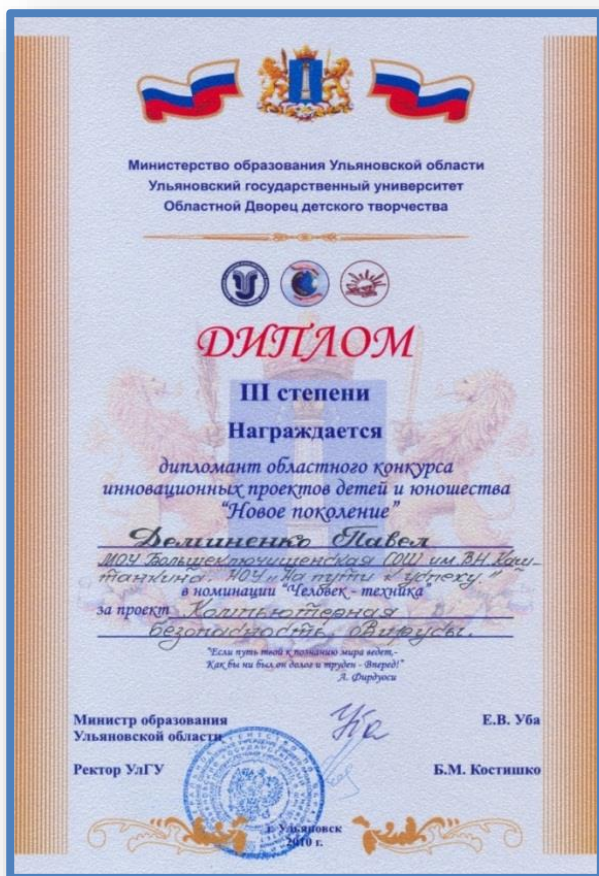 Министерство образования Ульяновской области
Ульяновский государственный университет
Областной Дворец детского творчества
ДИПЛОМ
III степени
Награждается
дипломант областного конкурса
инновационных проектов детей и юношества
"Новое поколение"
Деминенко Павел
МОУ Большеключищенская СОШ им. В.Н. Каш-
танкина. НОУ "На пути к успеху."
в номинации "Человек - техника"
за проект Компьютерная
безопасность. Вирусы.
"Если путь твой к познанию мира ведет,-
Как бы ни был он долог и труден - Вперед!"
А. Фирдуоси
Министр образования
Ульяновской области
Е.В. Уба
Ректор УлГУ
Б.М. Костишко
г. Ульяновск
2010 г.